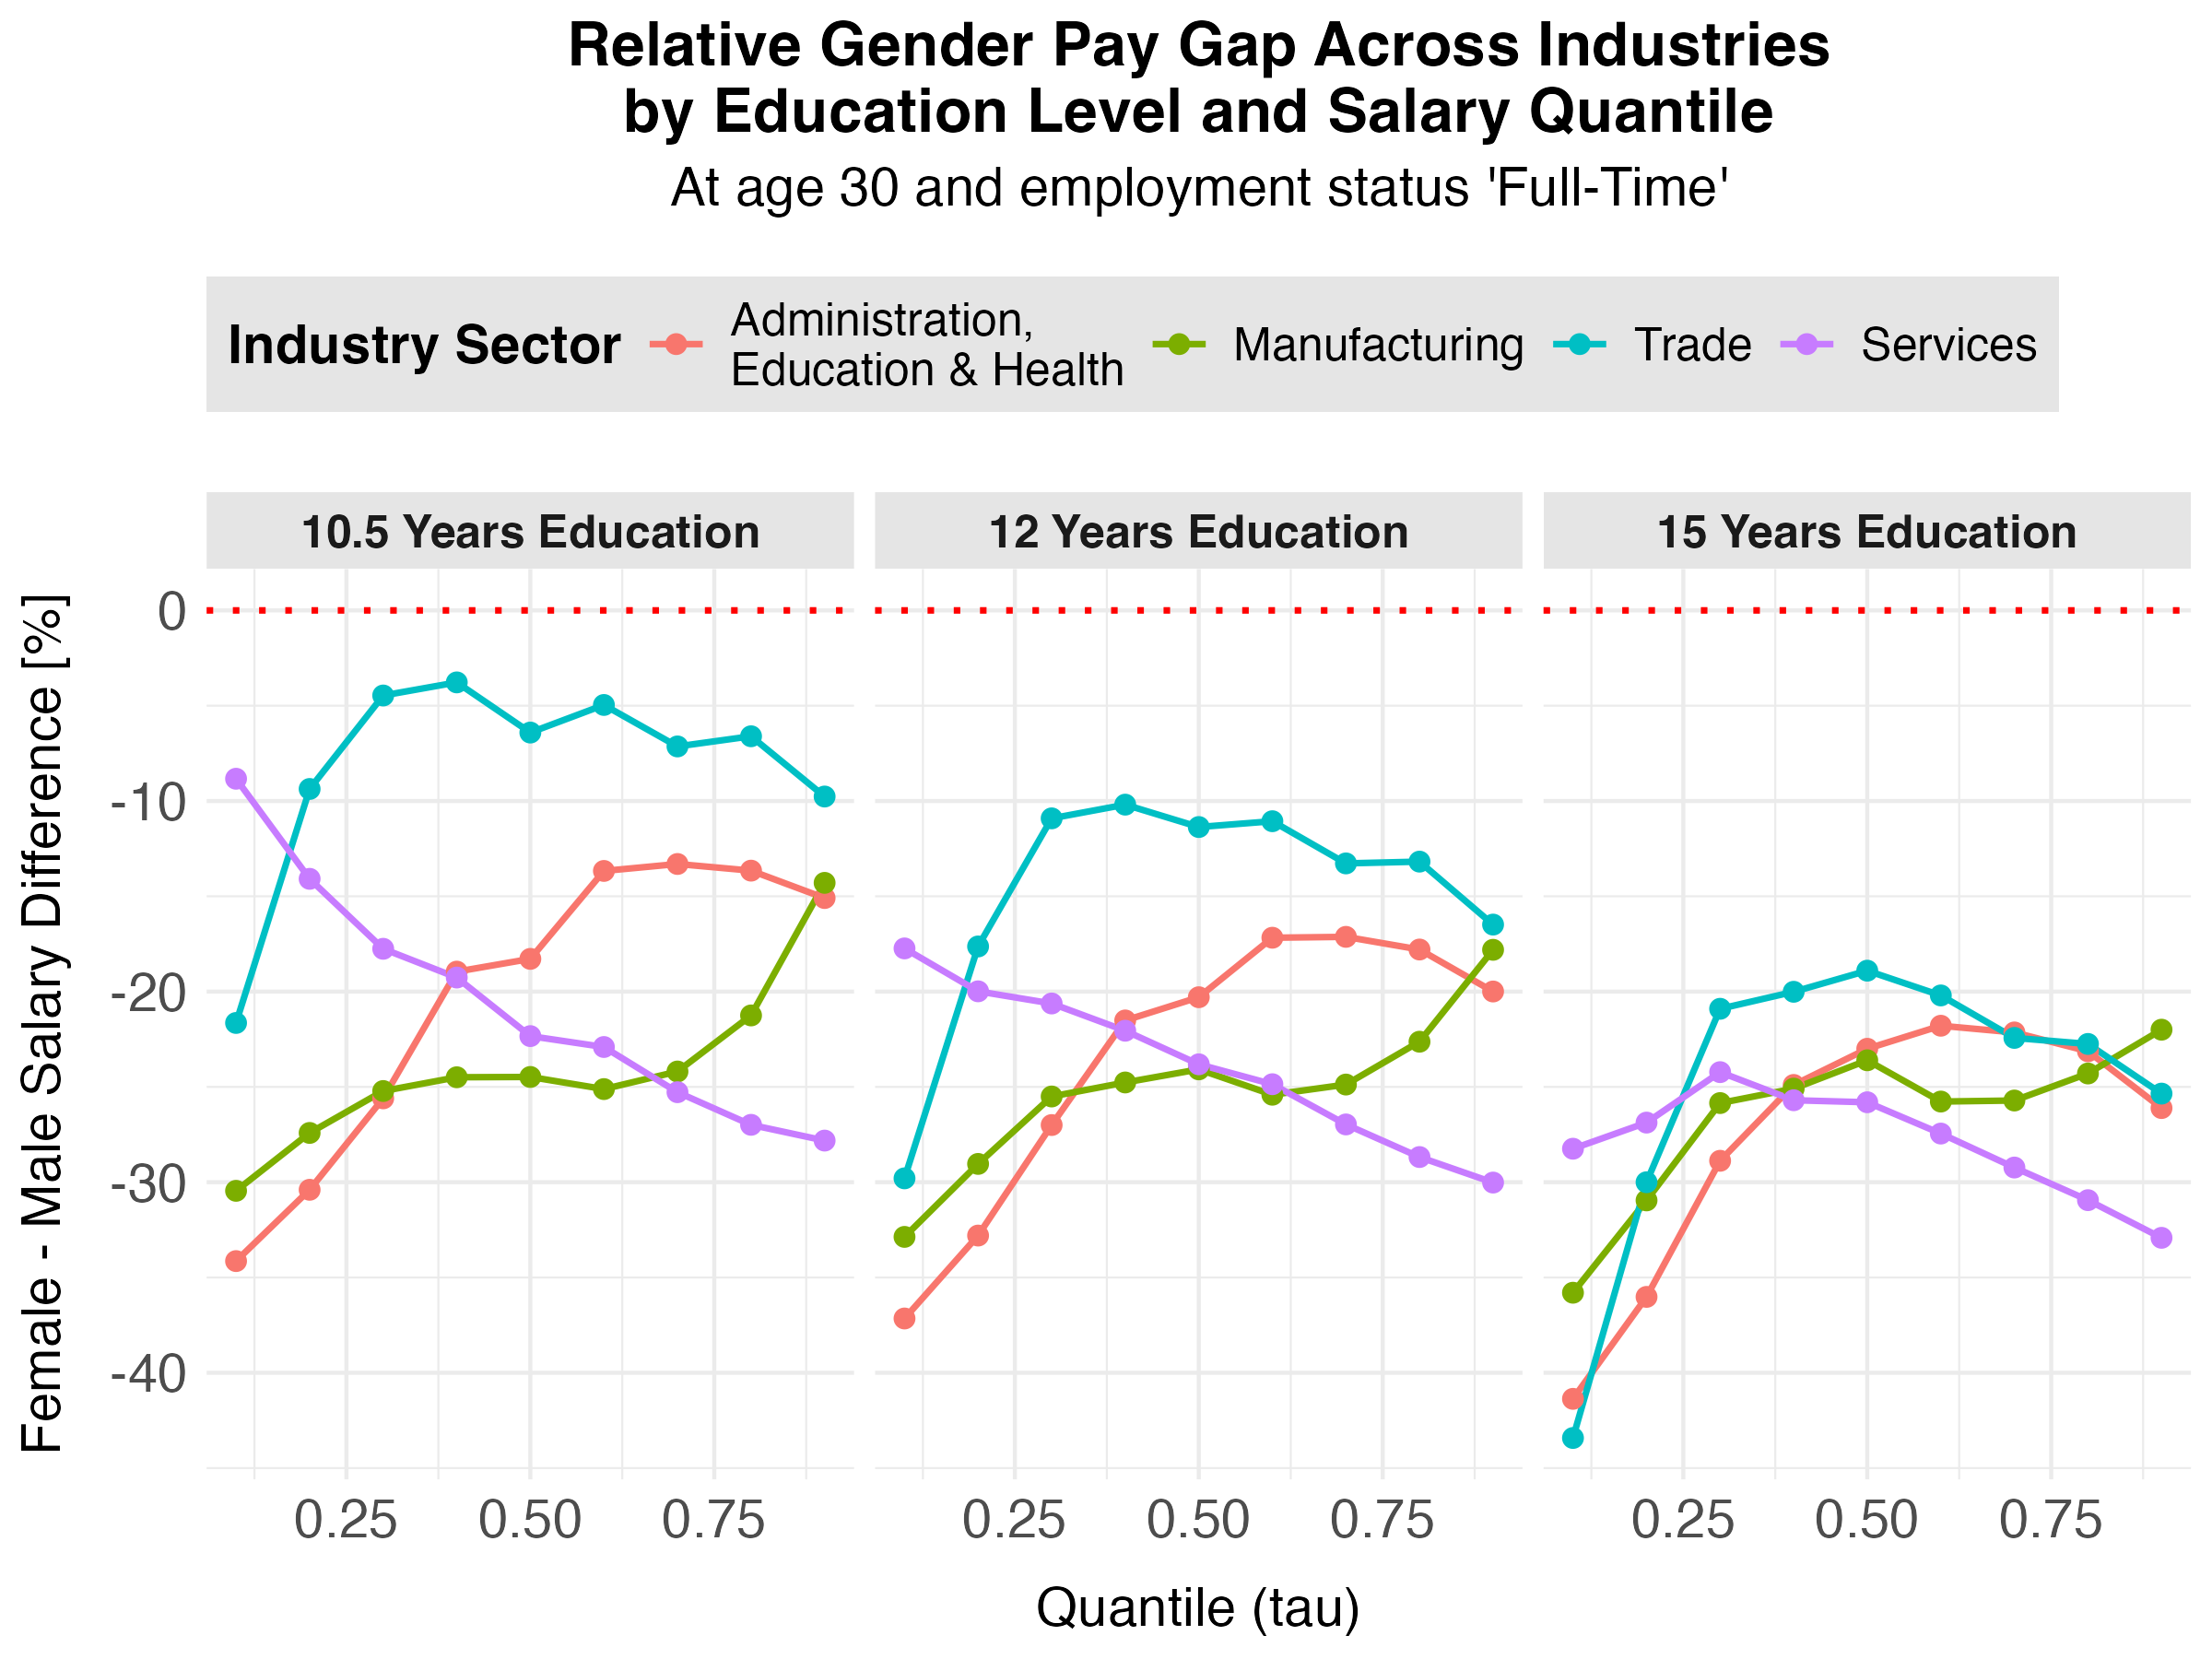 Relative Gender Pay Gap Across Industries
by Education Level and Salary Quantile
At age 30 and employment status 'Full-Time'
Industry Sector
Administration,
Education & Health
Manufacturing
Trade
Services
10.5 Years Education
12 Years Education
15 Years Education
Female - Male Salary Difference [%]
0
-10
-20
-30
-40
0.25 0.50 0.75
0.25 0.50 0.75
0.25 0.50 0.75
Quantile (tau)